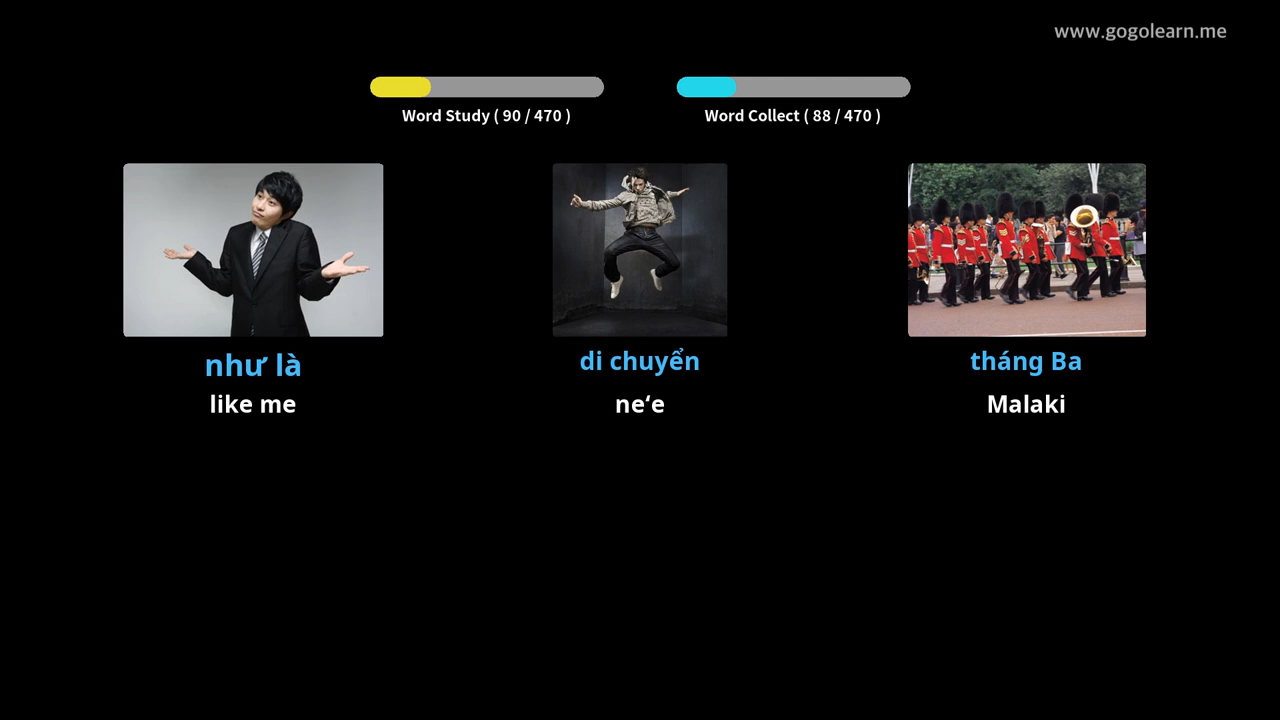 www.gogolearn.me
Word Study ( 90 / 470 )
Word Collect ( 88 / 470 )
như là
di chuyển
tháng Ba
like me
neʻe
Malaki